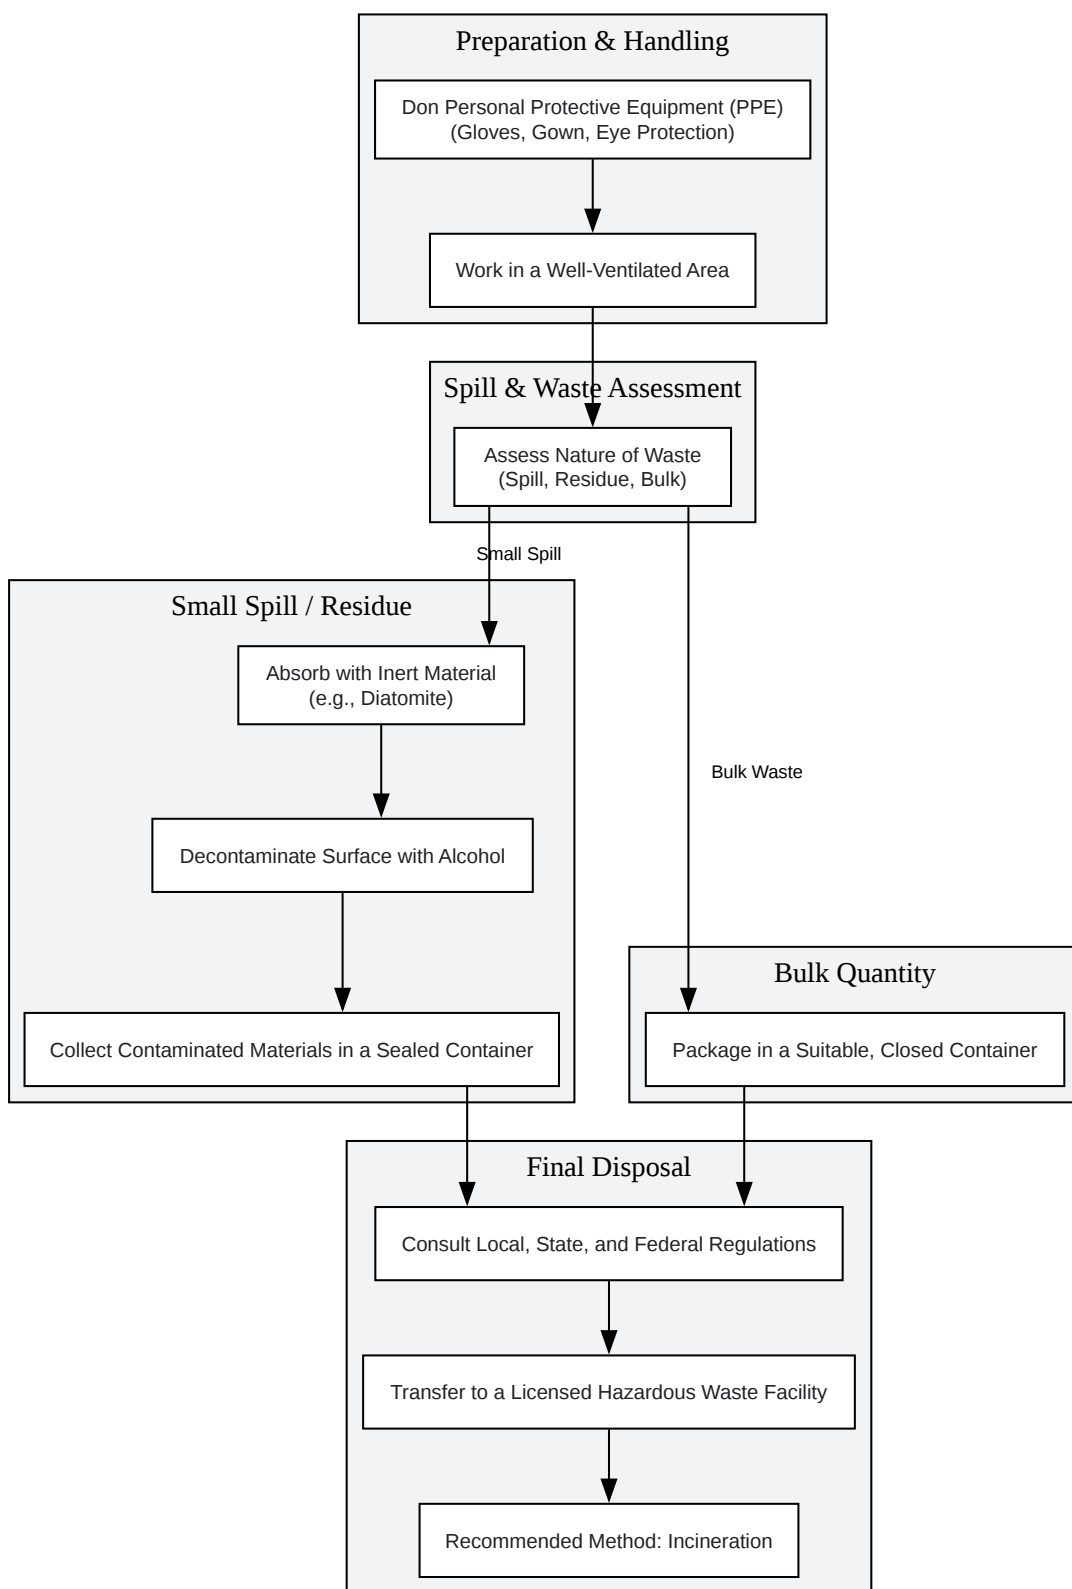 Preparation & Handling
Don Personal Protective Equipment (PPE)
(Gloves, Gown, Eye Protection)
Work in a Well-Ventilated Area
Spill & Waste Assessment
Assess Nature of Waste
(Spill, Residue, Bulk)
Small Spill
Small Spill / Residue
Absorb with Inert Material
(e.g., Diatomite)
Bulk Waste
Decontaminate Surface with Alcohol
Bulk Quantity
Collect Contaminated Materials in a Sealed Container
Package in a Suitable, Closed Container
Final Disposal
Consult Local, State, and Federal Regulations
Transfer to a Licensed Hazardous Waste Facility
Recommended Method: Incineration